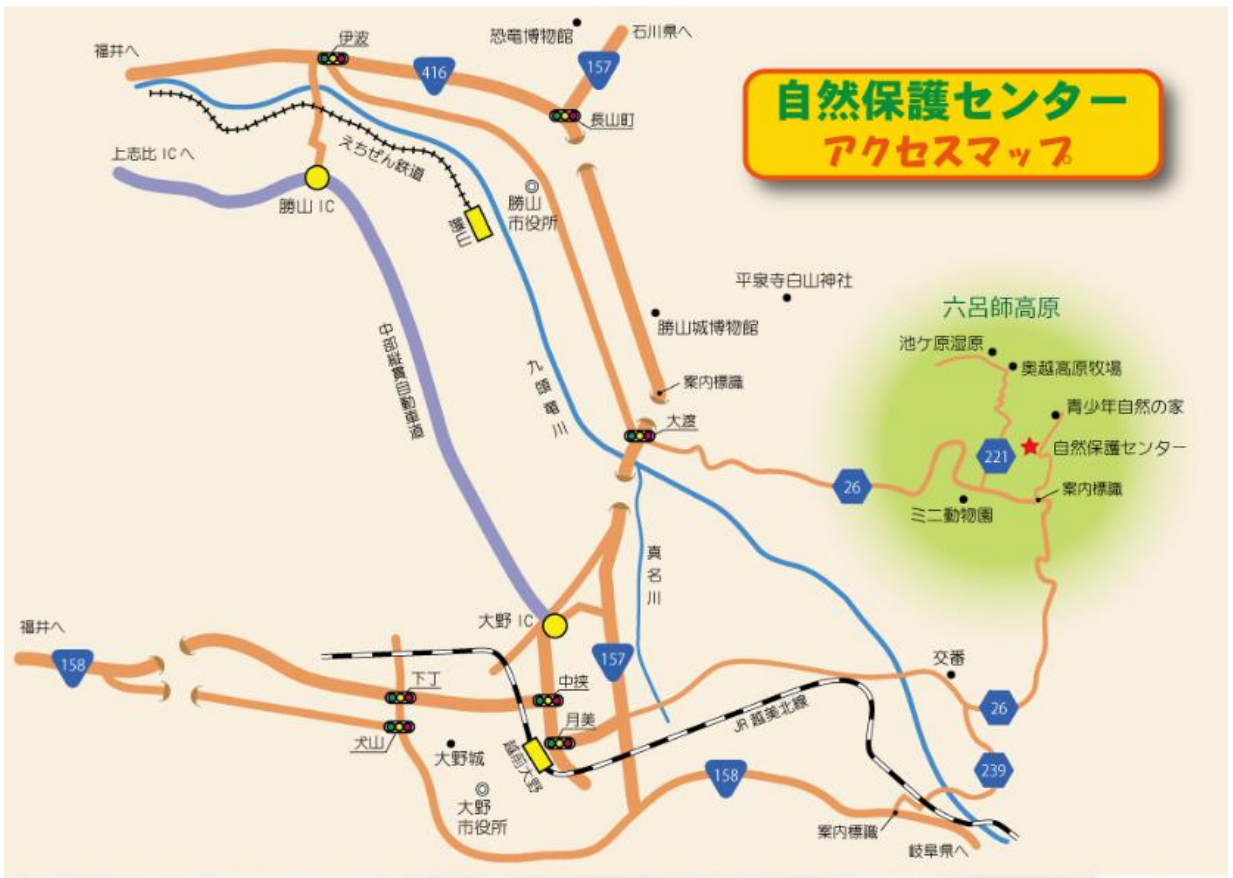 自然保護センター
アクセスマップ
恐竜博物館
石川県へ
伊波
福井へ
416
157
長山町
えちぜん鉄道
上志比 ICへ
勝山 IC
勝山
勝山
市役所
平泉寺白山神社
勝山城博物館
六呂師高原
池ケ原湿原
奥越高原牧場
案内標識
中部縦貫自動車道
九頭竜川
大渡
青少年自然の家
221
自然保護センター
26
案内標識
ミニ動物園
真名川
大野 IC
福井へ
158
157
交番
下丁
中挟
26
月美
JR 越美北線
犬山
大野城
越前大野
239
158
大野
市役所
案内標識
岐阜県へ